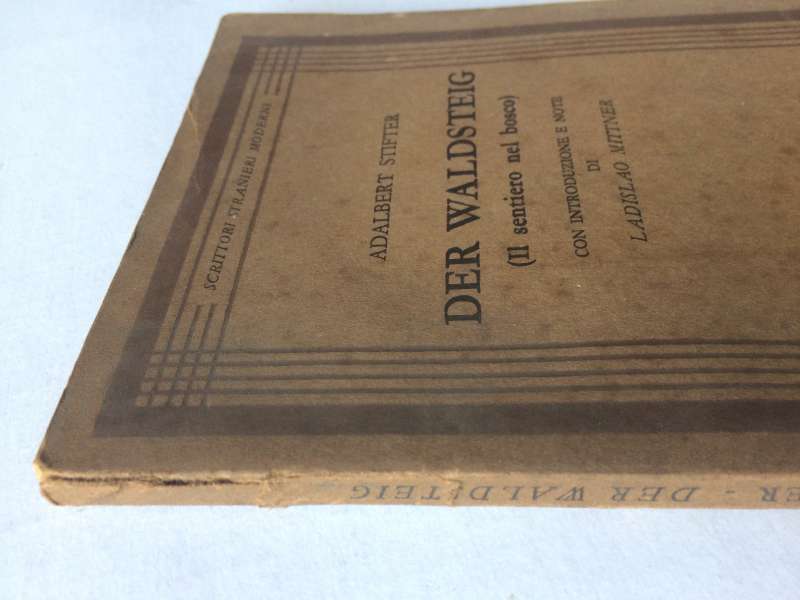 SCRITTORI STRANIERI MODERNI
ADALBERT STIFTER
DER WALDSTEIG
(Il sentiero nel bosco)
CON INTRODUZIONE E NOTE
DI
LADISLAO MITTNER
ER - DER WALDSTEIG